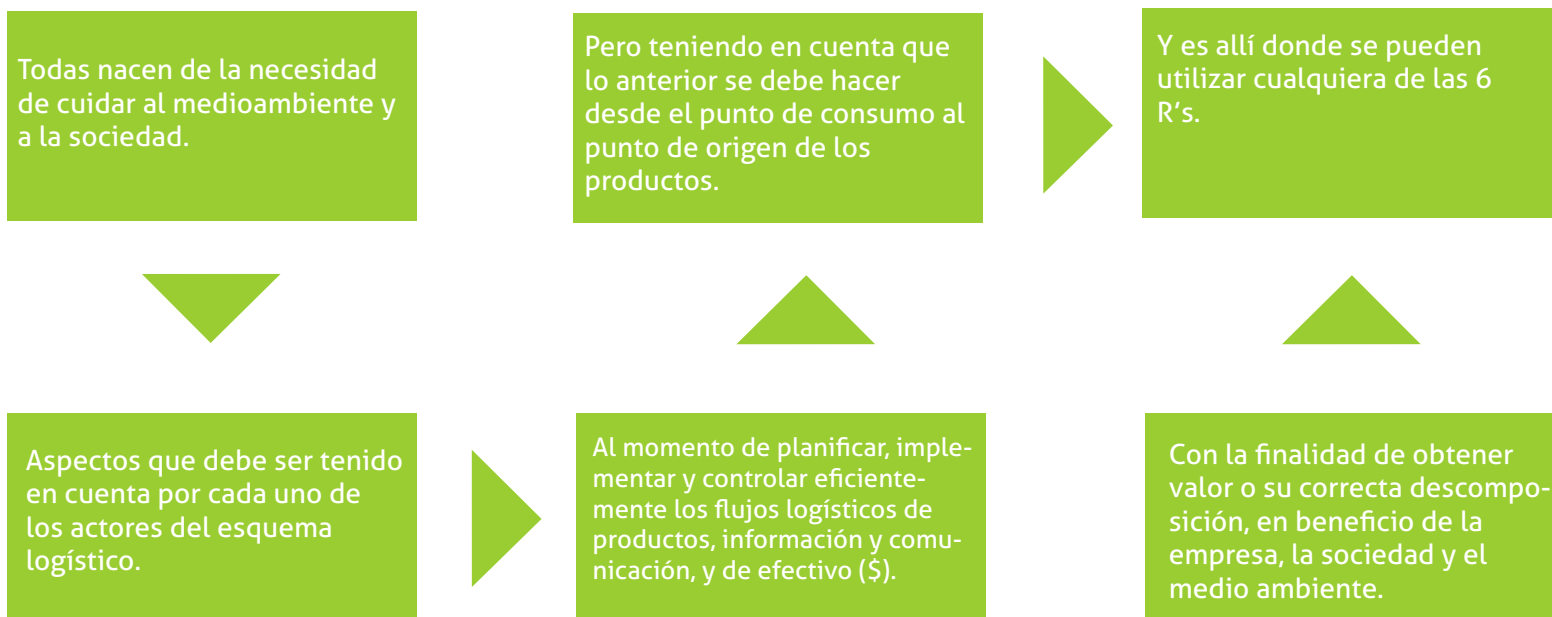 Todas nacen de la necesidad
de cuidar al medioambiente y
a la sociedad.
Aspectos que debe ser tenido
en cuenta por cada uno de
los actores del esquema
logístico.
Al momento de planificar, imple-
mentar y controlar eficiente-
mente los flujos logísticos de
productos, información y comu-
nicación, y de efectivo ($).
Pero teniendo en cuenta que
lo anterior se debe hacer
desde el punto de consumo al
punto de origen de los
productos.
Y es allí donde se pueden
utilizar cualquiera de las 6
R’s.
Con la finalidad de obtener
valor o su correcta descompo-
sición, en beneficio de la
empresa, la sociedad y el
medio ambiente.